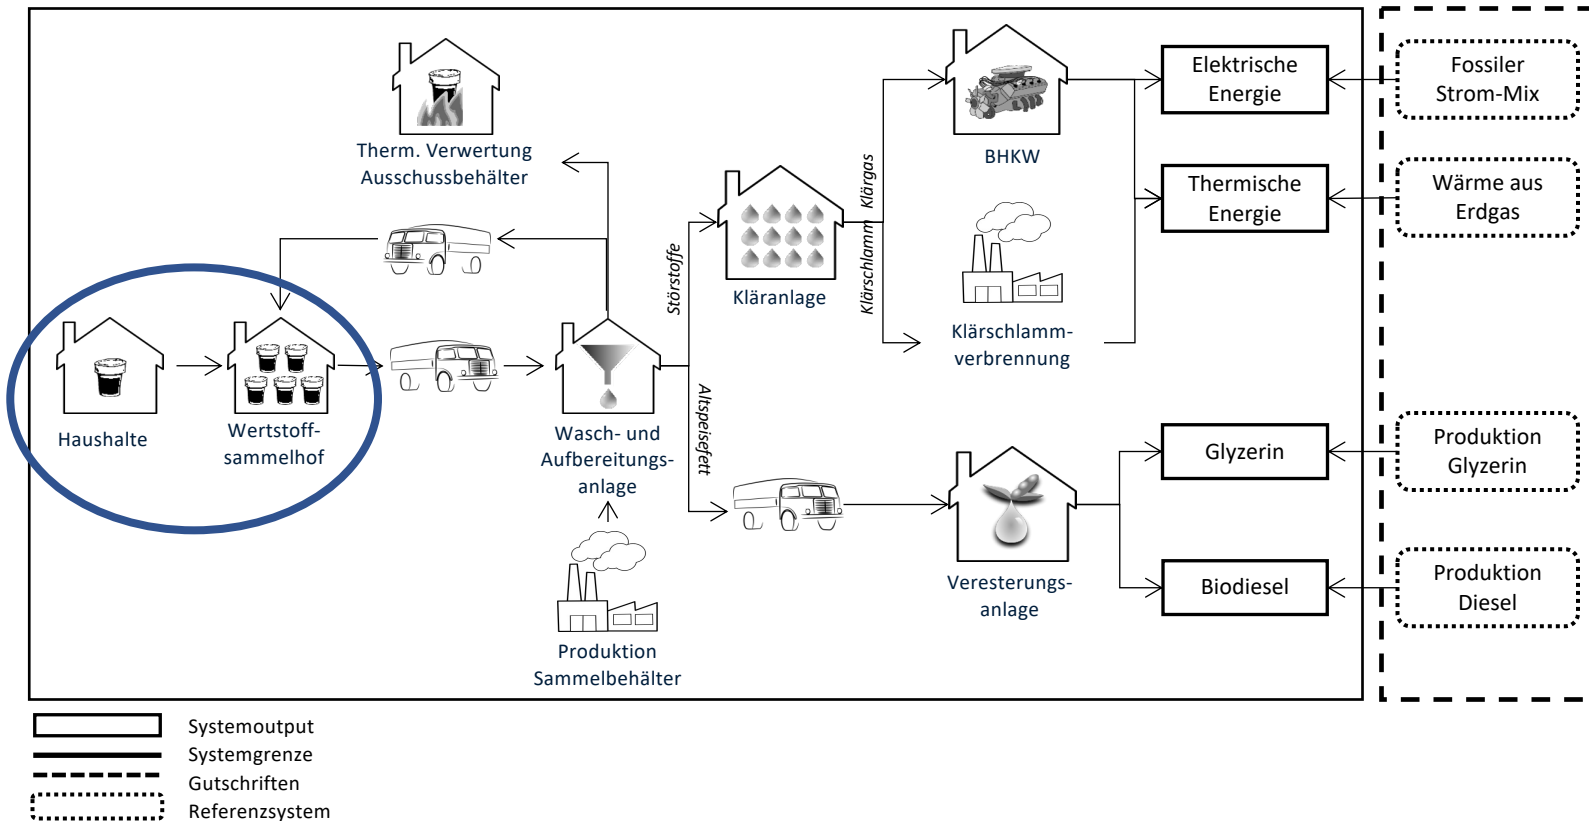 Elektrische
Energie
Fossiler
Strom-Mix
Therm. Verwertung
Ausschussbehälter
BHKW
Klärgas
Thermische
Energie
Wärme aus
Erdgas
Störstoffe
Kläranlage
Klärschlamm
Klärschlamm-
verbrennung
Haushalte
Wertstoff-
sammelhof
Wasch- und
Aufbereitungs-
anlage
Altspeisefett
Glyzerin
Produktion
Glyzerin
Veresterungs-
anlage
Biodiesel
Produktion
Diesel
Produktion
Sammelbehälter
Systemoutput
Systemgrenze
Gutschriften
Referenzsystem